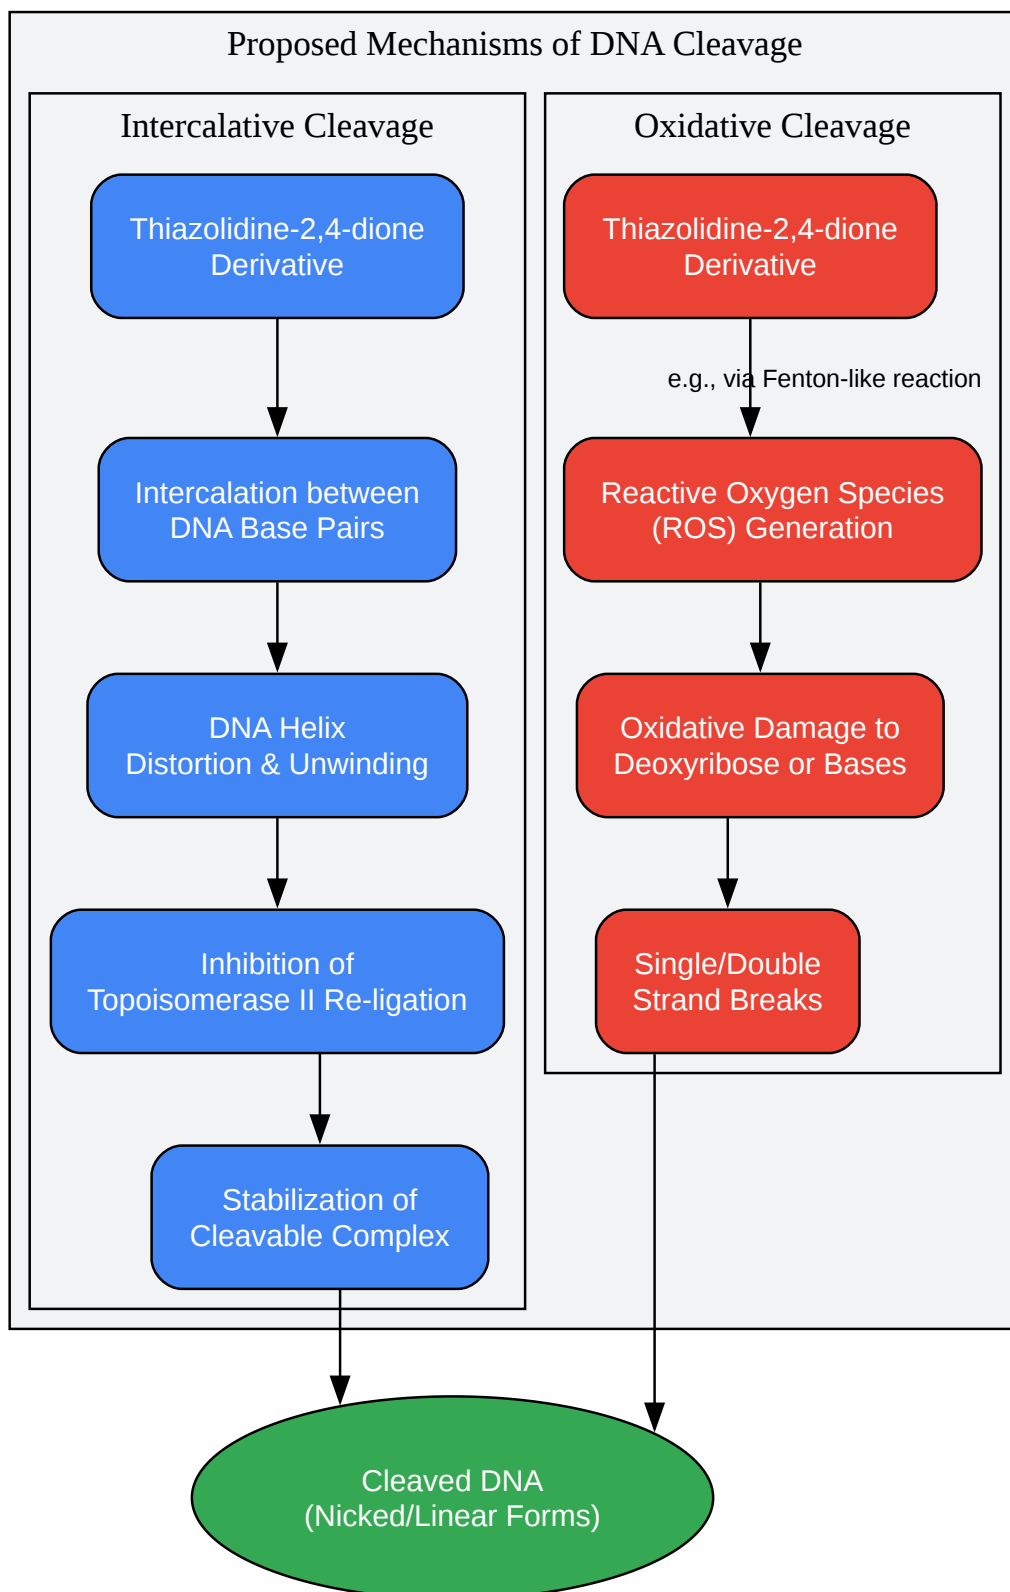 Proposed Mechanisms of DNA Cleavage
Intercalative Cleavage
Thiazolidine-2,4-dione
Derivative
Intercalation between
DNA Base Pairs
DNA Helix
Distortion & Unwinding
Inhibition of
Topoisomerase II Re-ligation
Stabilization of
Cleavable Complex
Oxidative Cleavage
Thiazolidine-2,4-dione
Derivative
e.g., via Fenton-like reaction
Reactive Oxygen Species
(ROS) Generation
Oxidative Damage to
Deoxyribose or Bases
Single/Double
Strand Breaks
Cleaved DNA
(Nicked/Linear Forms)